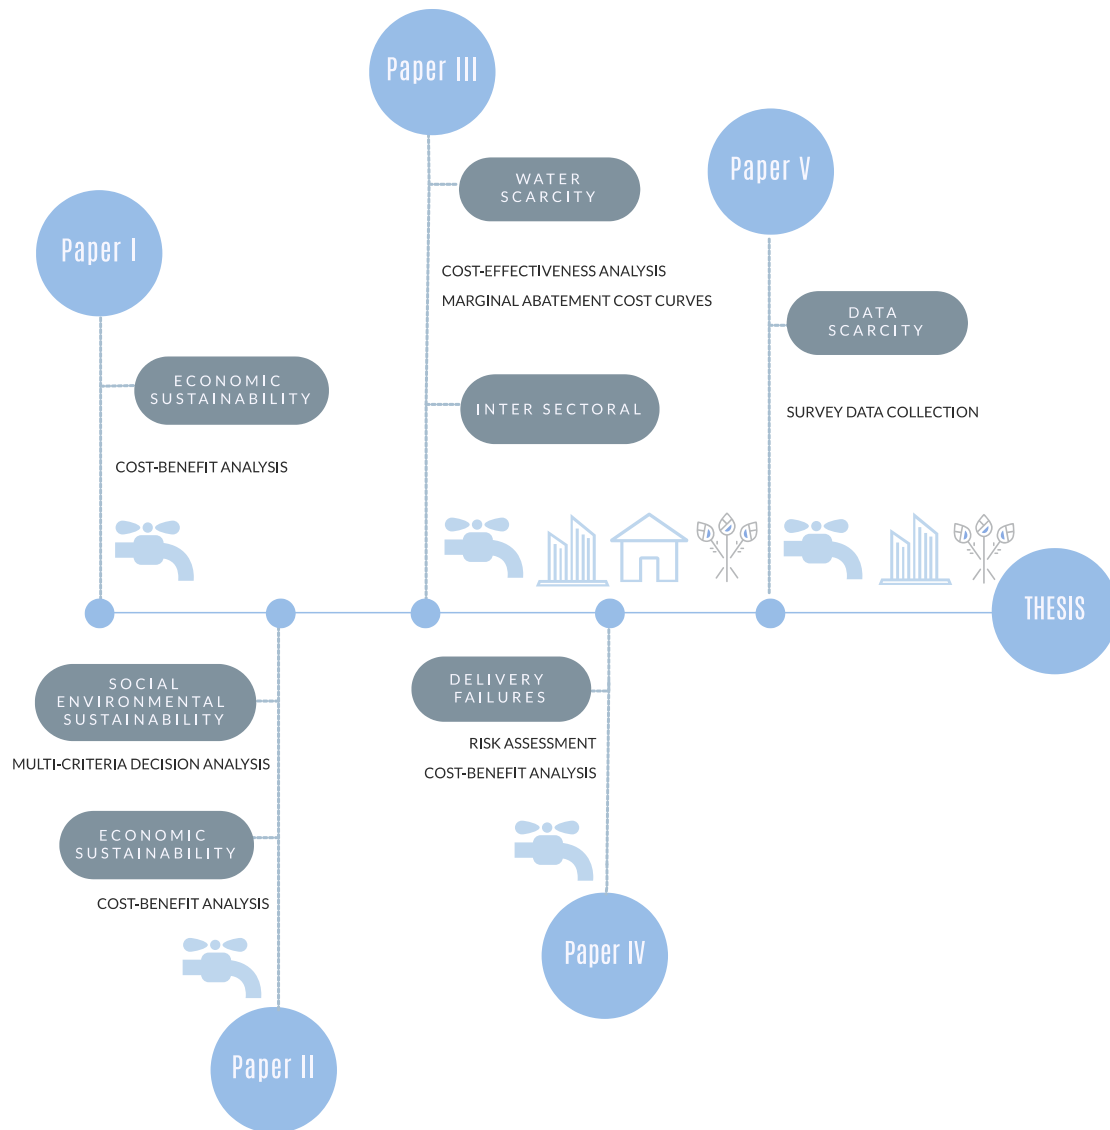 Paper III
Paper V
Paper I
WATER
SCARCITY
COST-EFFECTIVENESS ANALYSIS
MARGINAL ABATEMENT COST CURVES
DATA
SCARCITY
ECONOMIC
SUSTAINABILITY
INTER SECTORAL
SURVEY DATA COLLECTION
COST-BENEFIT ANALYSIS
THESIS
SOCIAL
ENVIRONMENTAL
SUSTAINABILITY
MULTI-CRITERIA DECISION ANALYSIS
DELIVERY
FAILURES
RISK ASSESSMENT
COST-BENEFIT ANALYSIS
ECONOMIC
SUSTAINABILITY
COST-BENEFIT ANALYSIS
Paper IV
Paper II